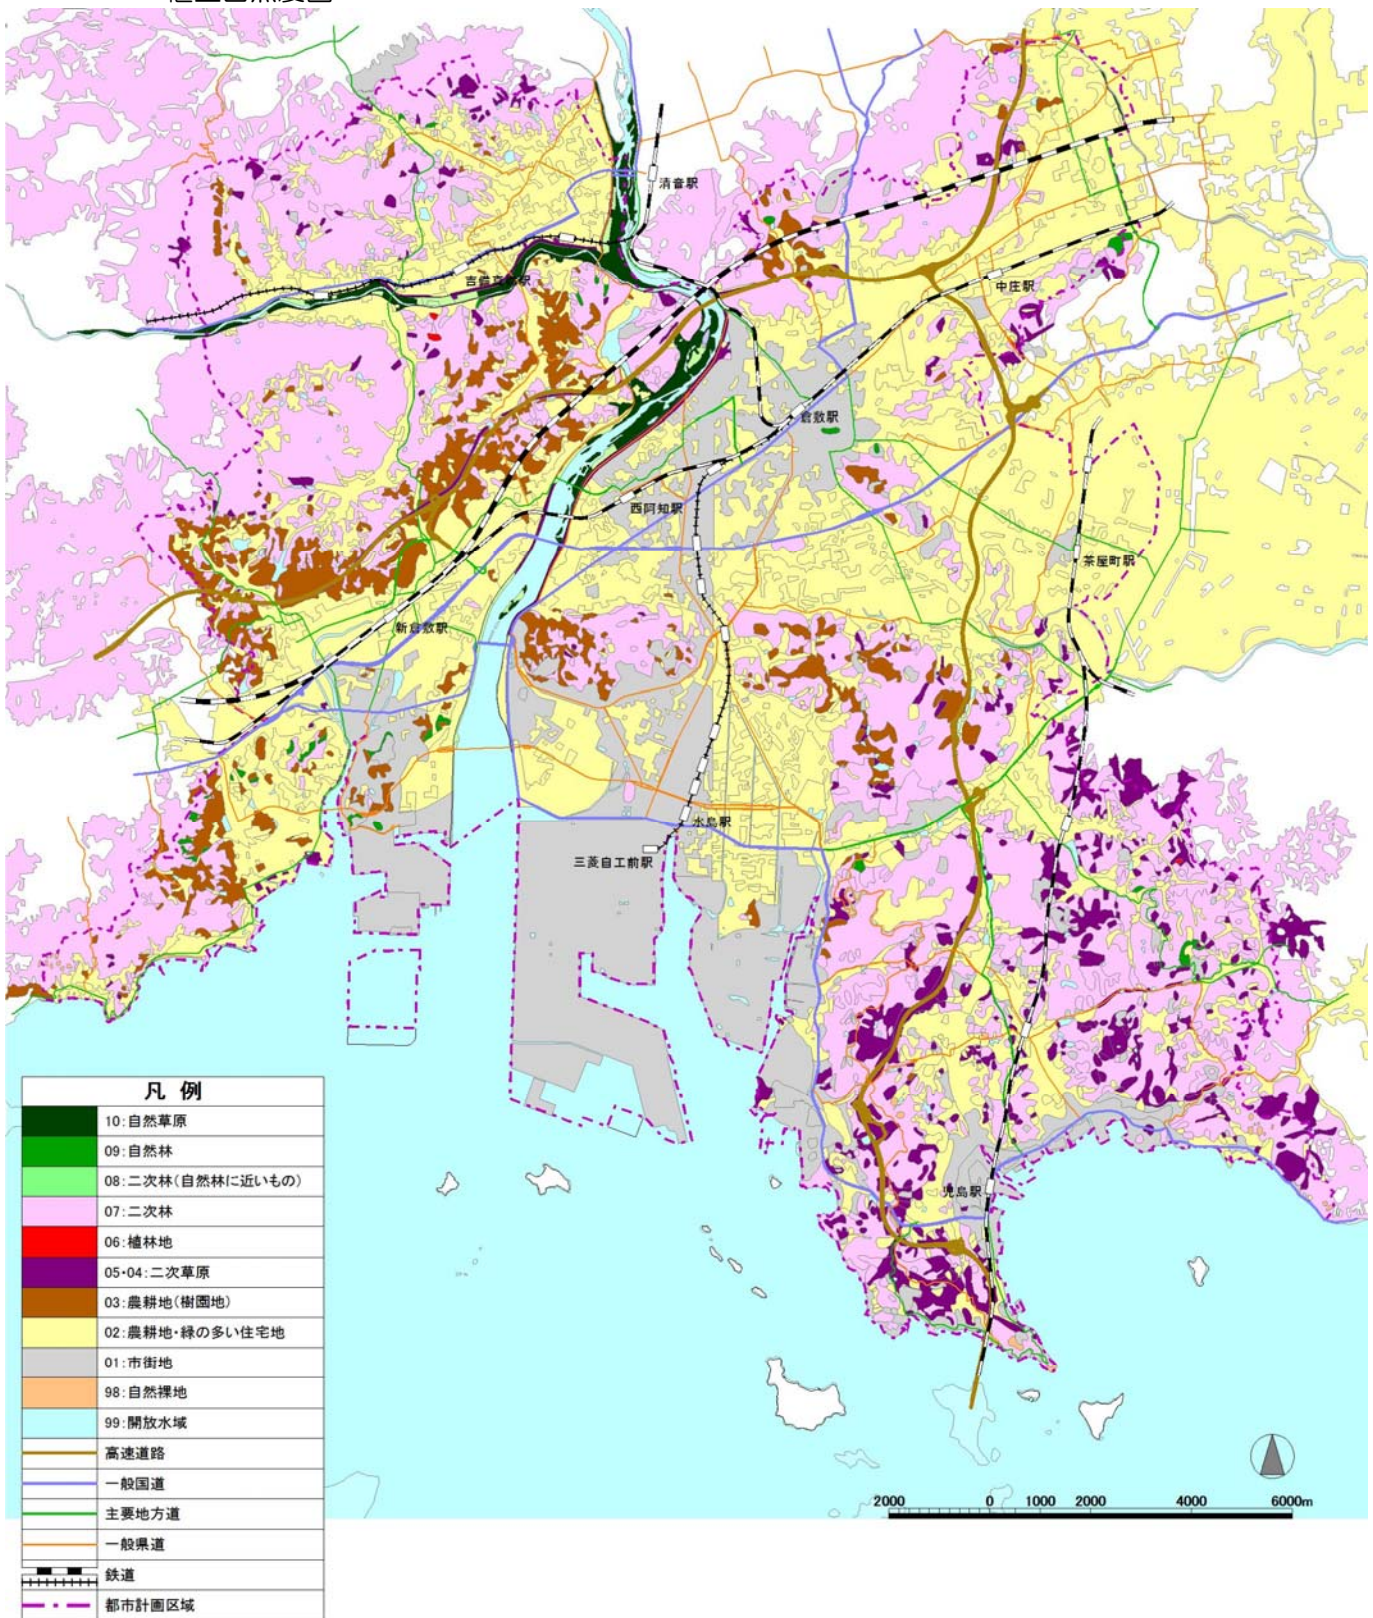 植生自然度図
清音駅
吉備真備駅
中庄駅
倉敷駅
西阿知駅
茶屋町駅
新倉敷駅
水島駅
三菱自工前駅
児島駅
凡 例
10:自然草原
09:自然林
08:二次林(自然林に近いもの)
07:二次林
06:植林地
05・04:二次草原
03:農耕地(樹園地)
02:農耕地・緑の多い住宅地
01:市街地
98:自然裸地
99:開放水域
高速道路
一般国道
主要地方道
一般県道
鉄道
都市計画区域
2000 0 1000 2000 4000 6000m